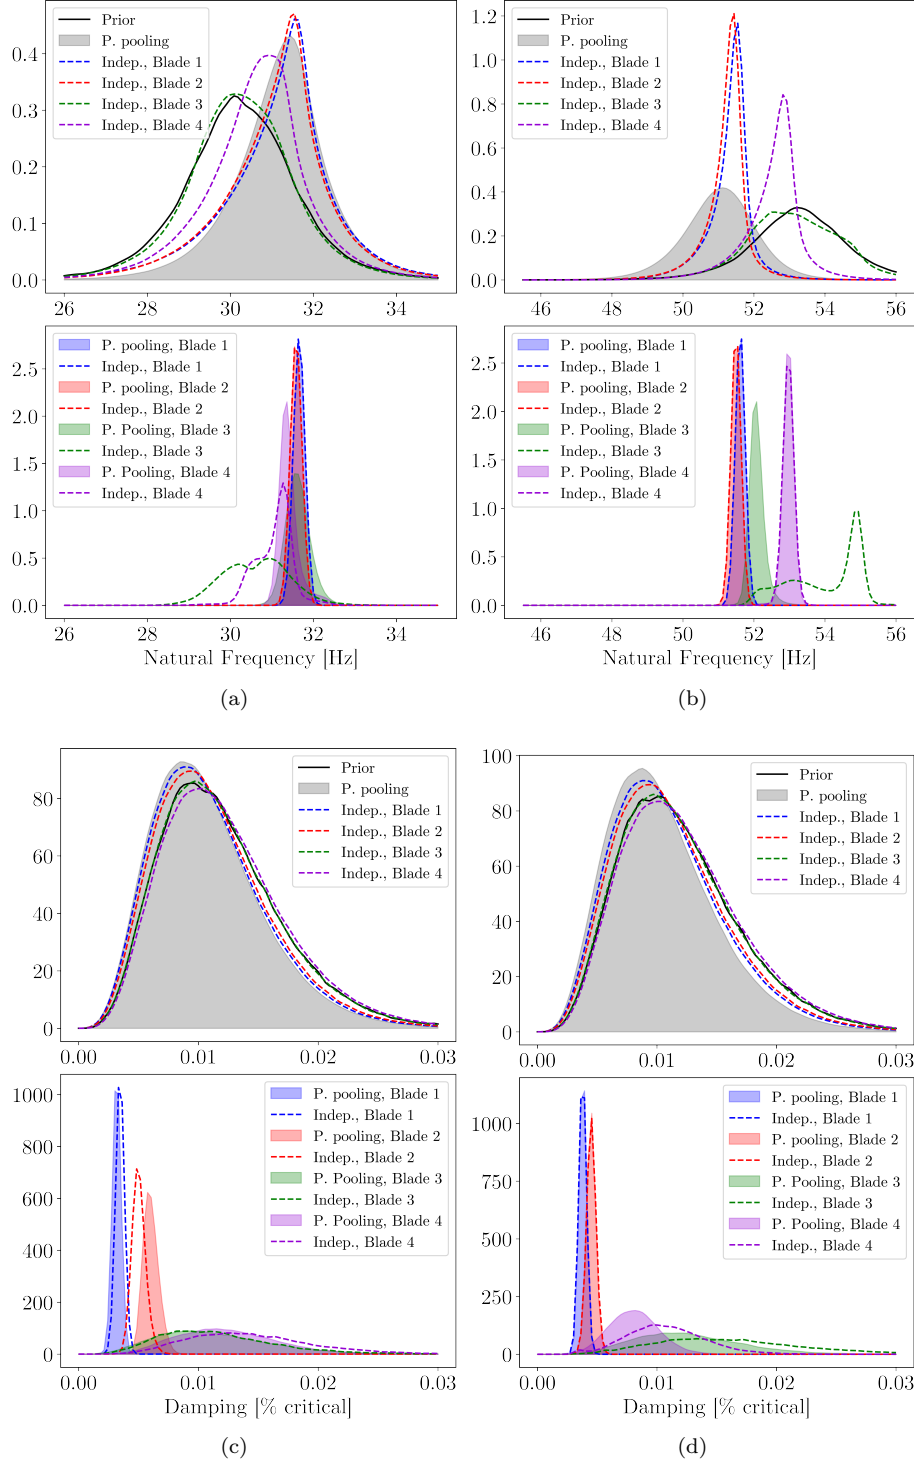 Prior
P. pooling
Indep., Blade 1
Indep., Blade 2
Indep., Blade 3
Indep., Blade 4
0.4
0.3
0.2
0.1
0.0
26 28 30 32 34
Prior
P. pooling
Indep., Blade 1
Indep., Blade 2
Indep., Blade 3
Indep., Blade 4
1.2
1.0
0.8
0.6
0.4
0.2
0.0
46 48 50 52 54 56
P. pooling, Blade 1
Indep., Blade 1
P. pooling, Blade 2
Indep., Blade 2
P. Pooling, Blade 3
Indep., Blade 3
P. Pooling, Blade 4
Indep., Blade 4
2.5
2.0
1.5
1.0
0.5
0.0
26 28 30 32 34
Natural Frequency [Hz]
(a)
P. pooling, Blade 1
Indep., Blade 1
P. pooling, Blade 2
Indep., Blade 2
P. Pooling, Blade 3
Indep., Blade 3
P. Pooling, Blade 4
Indep., Blade 4
2.5
2.0
1.5
1.0
0.5
0.0
46 48 50 52 54 56
Natural Frequency [Hz]
(b)
Prior
P. pooling
Indep., Blade 1
Indep., Blade 2
Indep., Blade 3
Indep., Blade 4
80
60
40
20
0
0.00 0.01 0.02 0.03
Prior
P. pooling
Indep., Blade 1
Indep., Blade 2
Indep., Blade 3
Indep., Blade 4
100
80
60
40
20
0
0.00 0.01 0.02 0.03
P. pooling, Blade 1
Indep., Blade 1
P. pooling, Blade 2
Indep., Blade 2
P. Pooling, Blade 3
Indep., Blade 3
P. Pooling, Blade 4
Indep., Blade 4
1000
800
600
400
200
0
0.00 0.01 0.02 0.03
Damping [% critical]
(c)
P. pooling, Blade 1
Indep., Blade 1
P. pooling, Blade 2
Indep., Blade 2
P. Pooling, Blade 3
Indep., Blade 3
P. Pooling, Blade 4
Indep., Blade 4
1000
750
500
250
0
0.00 0.01 0.02 0.03
Damping [% critical]
(d)